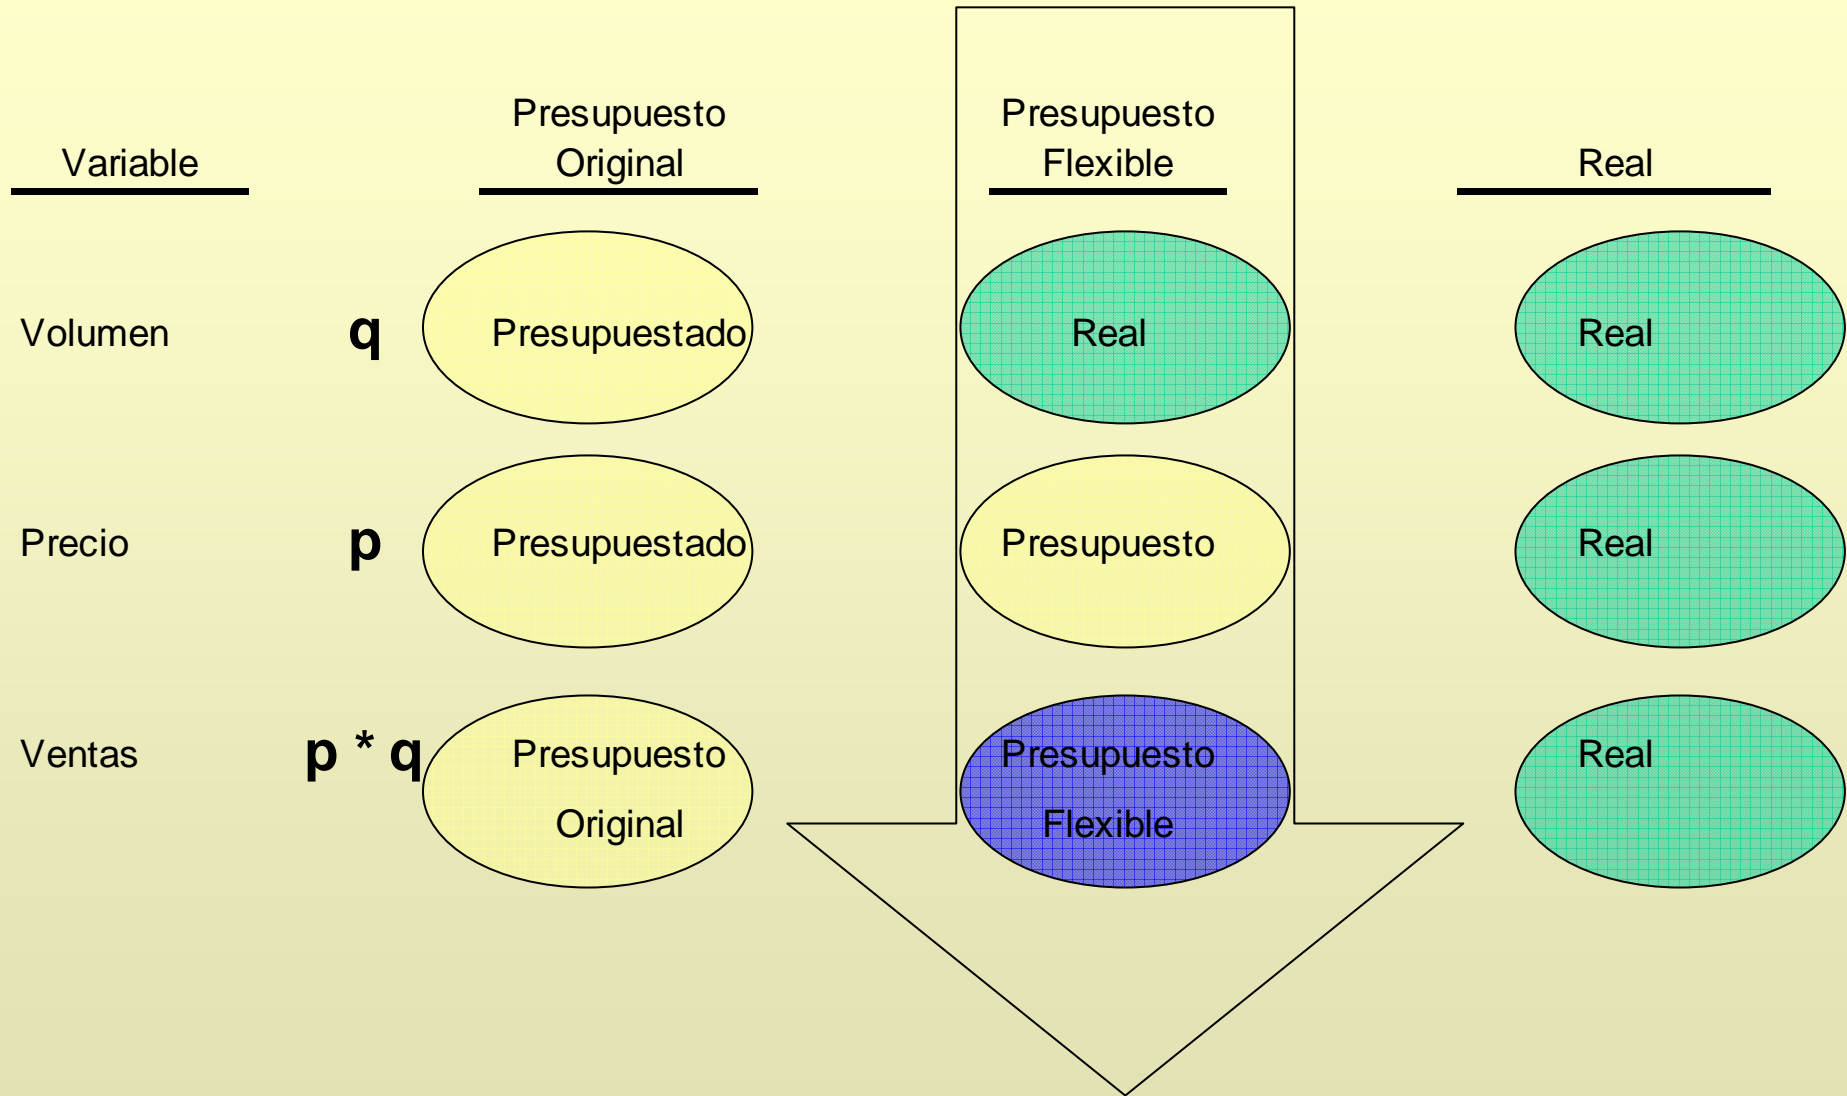 Presupuesto Presupuesto
Variable Original Flexible Real
Volumen q Presupuestado Real Real
Precio p Presupuestado Presupuesto Real
Ventas p * q Presupuesto Presupuesto Real
Original Flexible